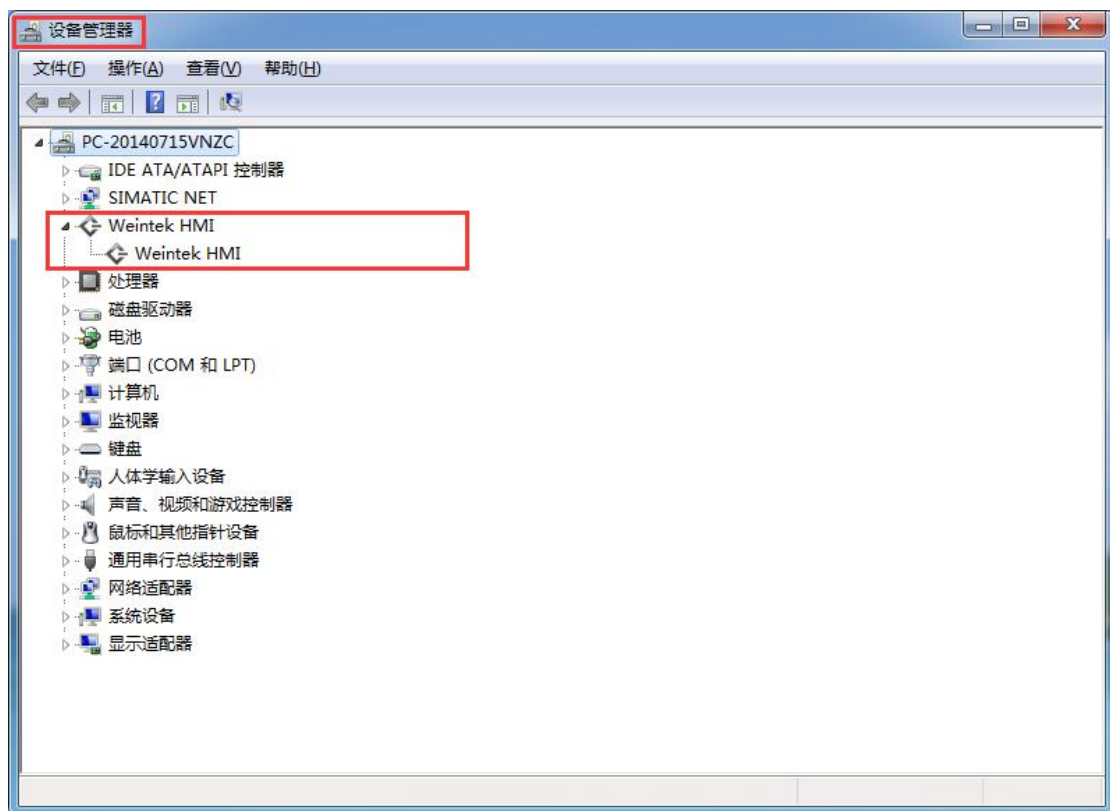 设备管理器
文件(F) 操作(A) 查看(V) 帮助(H)
PC-20140715VNZC
IDE ATA/ATAPI 控制器
SIMATIC NET
Weintek HMI
Weintek HMI
处理器
磁盘驱动器
电池
端口 (COM 和 LPT)
计算机
监视器
键盘
人体学输入设备
声音、视频和游戏控制器
鼠标和其他指针设备
通用串行总线控制器
网络适配器
系统设备
显示适配器